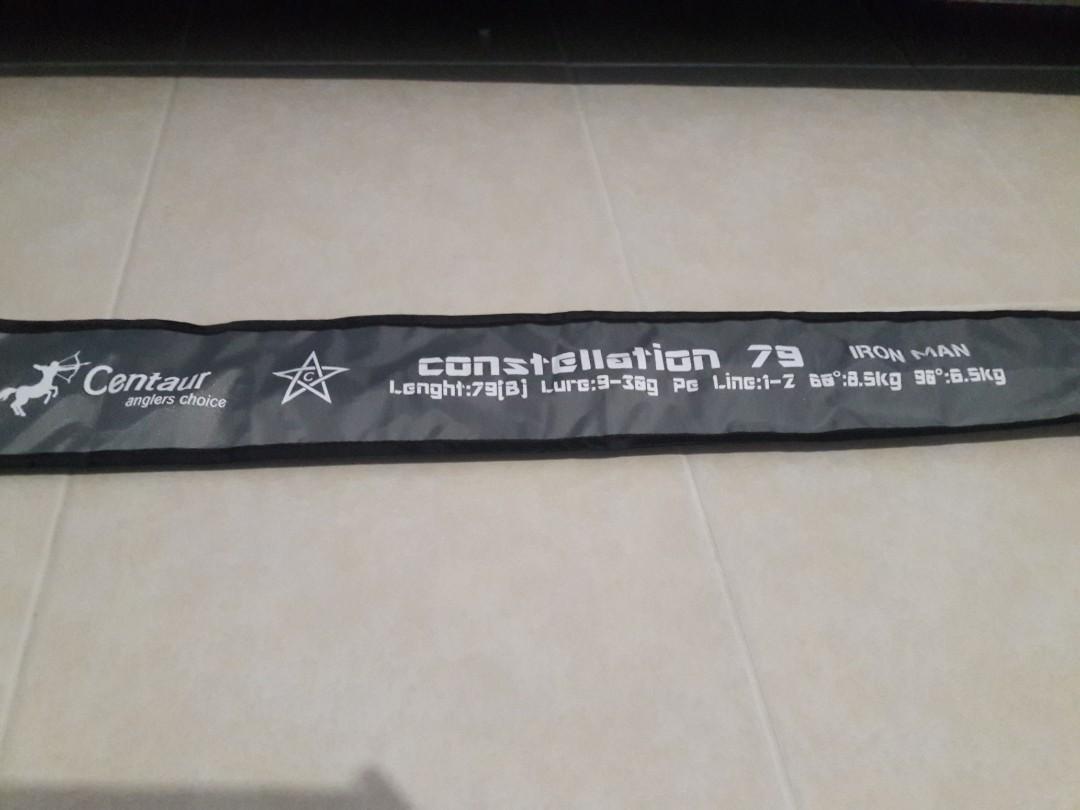 Centaur
anglers choice
C
constellation 79 IRON MAN
Lenght:79[B] Lure:9-38g Pe Line:1-2 60°:8.5kg 90°:6.5kg